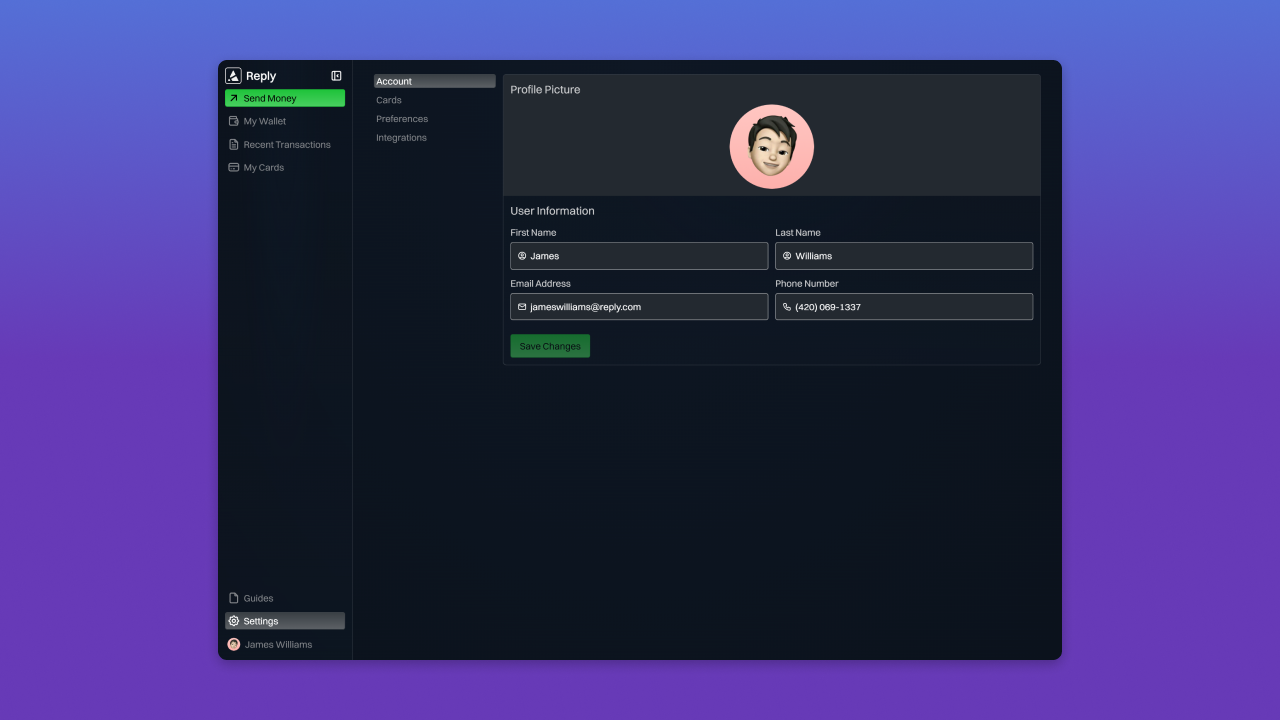 Reply
Send Money
My Wallet
Recent Transactions
My Cards
Guides
Settings
James Williams
Account
Cards
Preferences
Integrations
Profile Picture
User Information
First Name
James
Last Name
Williams
Email Address
jameswilliams@reply.com
Phone Number
(420) 069-1337
Save Changes